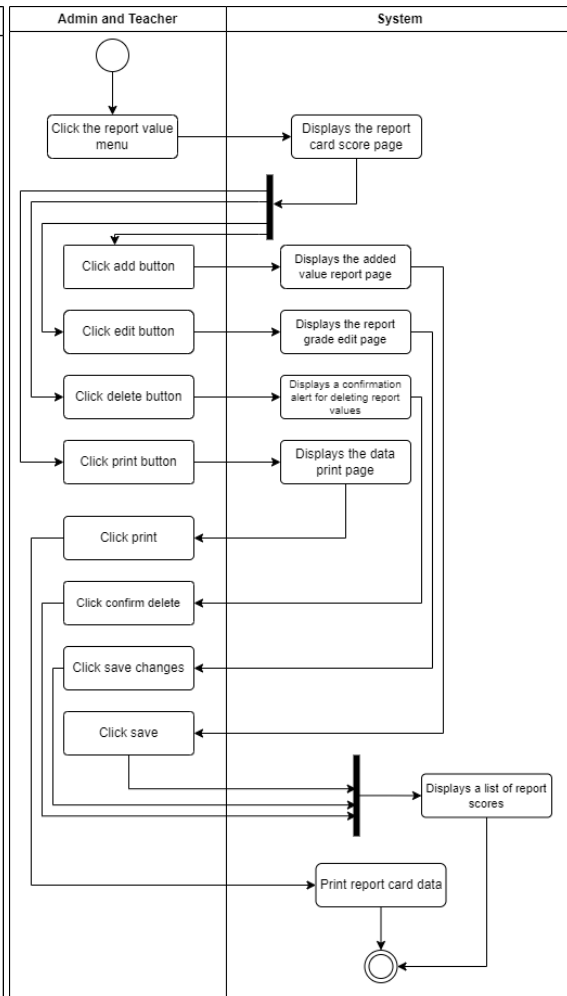 Admin and Teacher
System
Click the report value
menu
Displays the report
card score page
Click add button
Displays the added
value report page
Click edit button
Displays the report
grade edit page
Click delete button
Displays a confirmation
alert for deleting report
values
Click print button
Displays the data
print page
Click print
Click confirm delete
Click save changes
Click save
Displays a list of report
scores
Print report card data